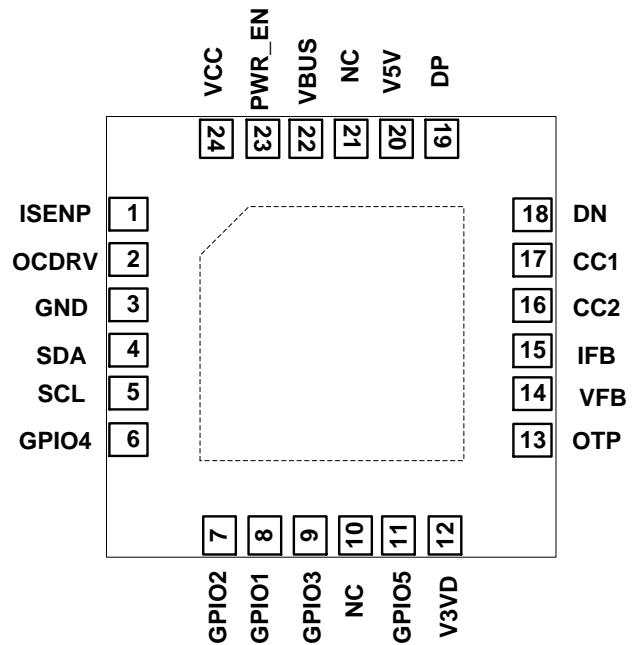 VCC PWR_EN VBUS NC V5V DP
24 23 22 21 20 19
ISENP 1
OCDRV 2
GND 3
SDA 4
SCL 5
GPIO4 6
18 DN
17 CC1
16 CC2
15 IFB
14 VFB
13 OTP
7 8 9 10 11 12
GPIO2 GPIO1 GPIO3 NC GPIO5 V3VD